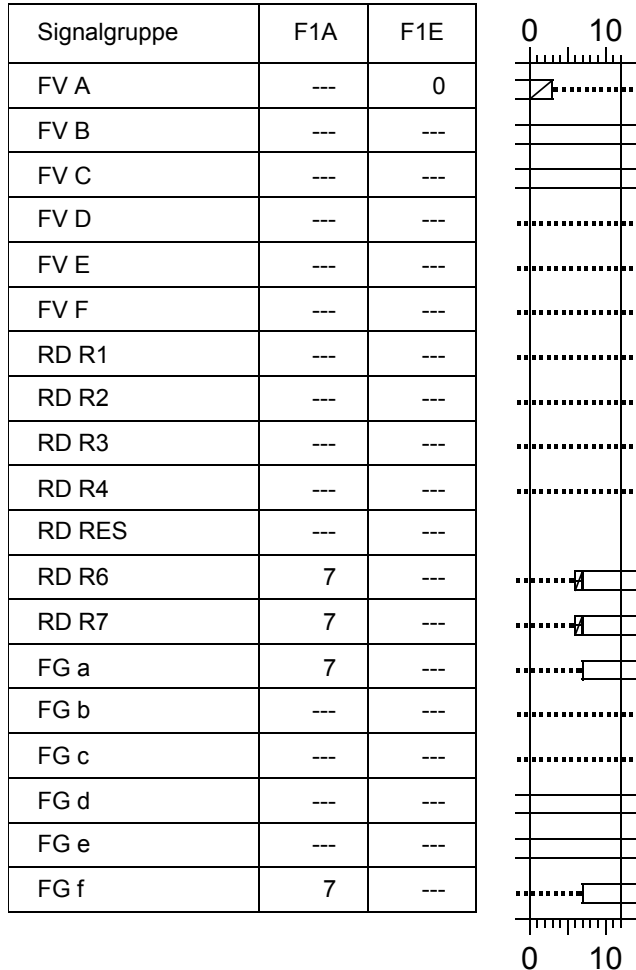 Signalgruppe F1A F1E 0 10
FV A --- 0
FV B --- ---
FV C --- ---
FV D --- ---
FV E --- ---
FV F --- ---
RD R1 --- ---
RD R2 --- ---
RD R3 --- ---
RD R4 --- ---
RD RES --- ---
RD R6 7 ---
RD R7 7 ---
FG a 7 ---
FG b --- ---
FG c --- ---
FG d --- ---
FG e --- ---
FG f 7 ---
0 10